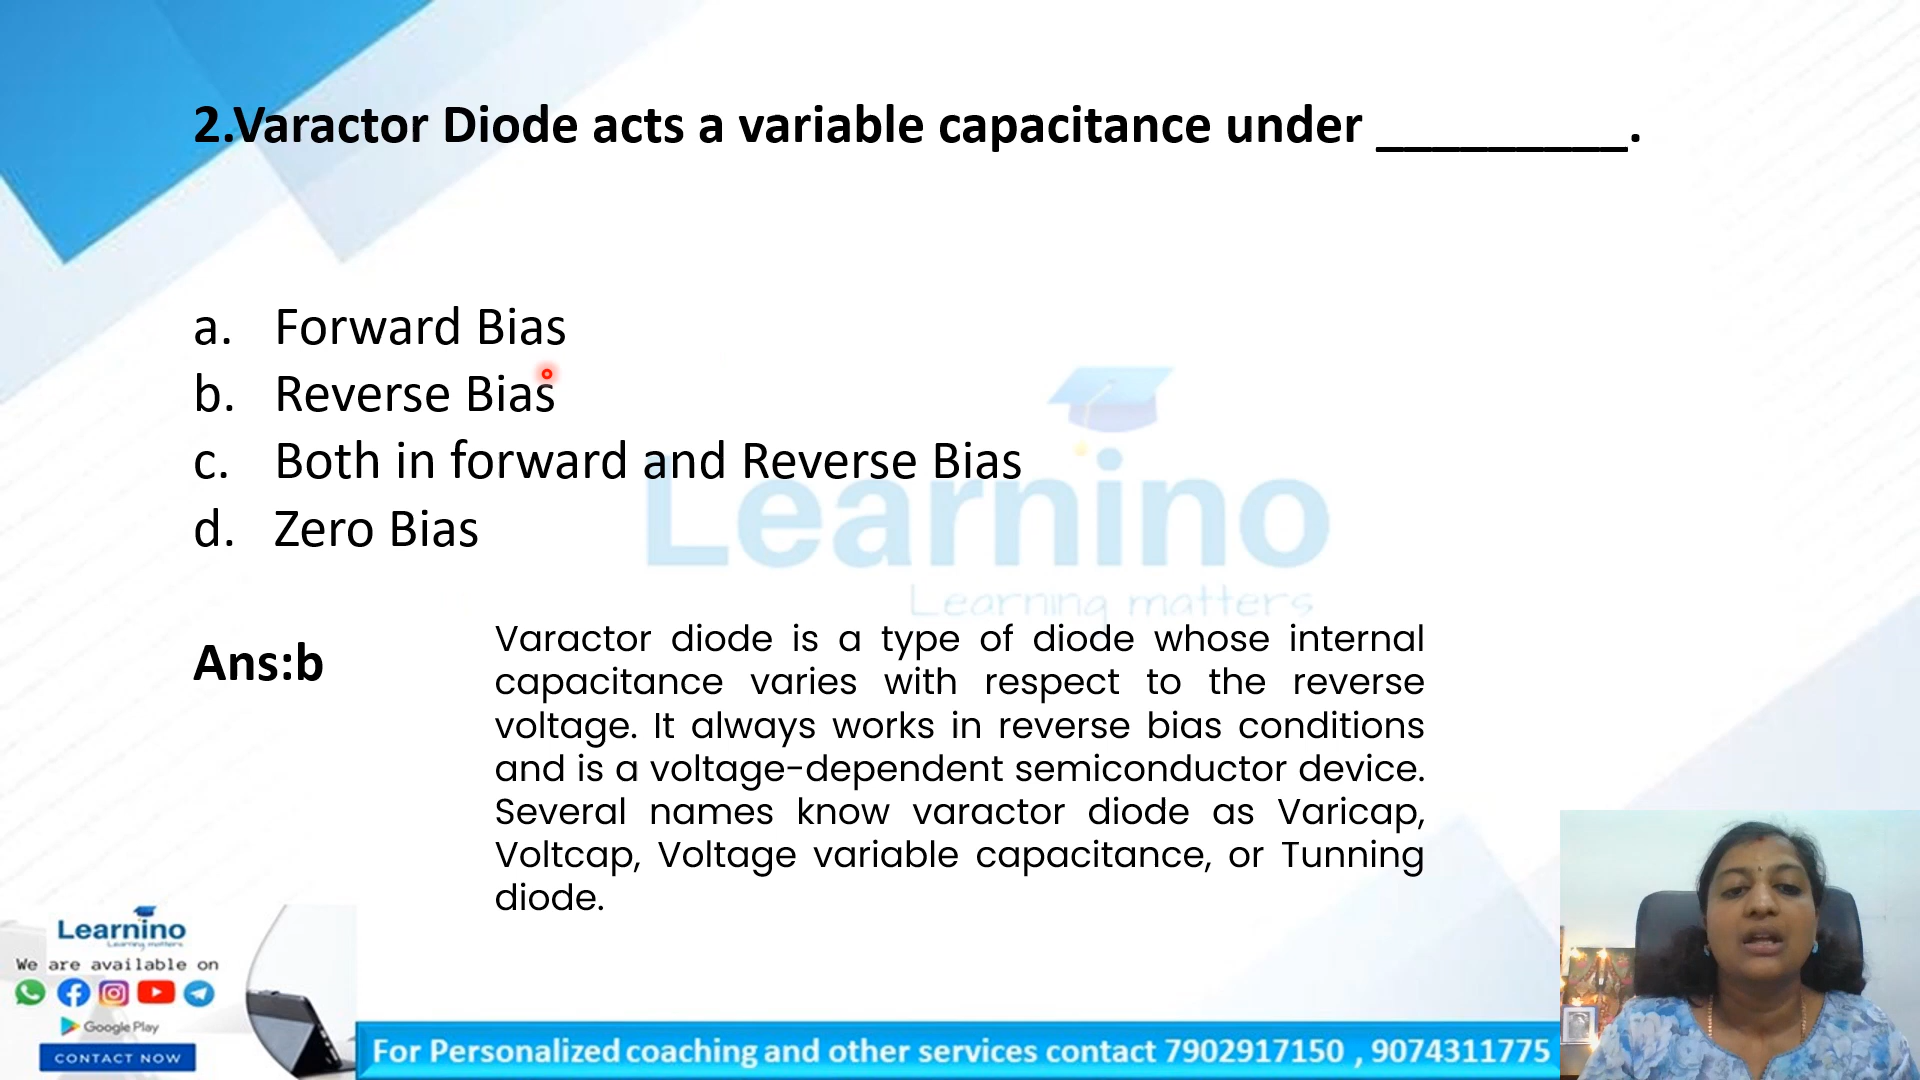 2.Varactor Diode acts a variable capacitance under _________.
a. Forward Bias
b. Reverse Bias
c. Both in forward and Reverse Bias
d. Zero Bias
Learnino
Learning matters
Ans:b
Varactor diode is a type of diode whose internal
capacitance varies with respect to the reverse
voltage. It always works in reverse bias conditions
and is a voltage-dependent semiconductor device.
Several names know varactor diode as Varicap,
Voltcap, Voltage variable capacitance, or Tunning
diode.
Learnino
Learning matters
We are available on
Google Play
CONTACT NOW
For Personalized coaching and other services contact 7902917150 , 9074311775